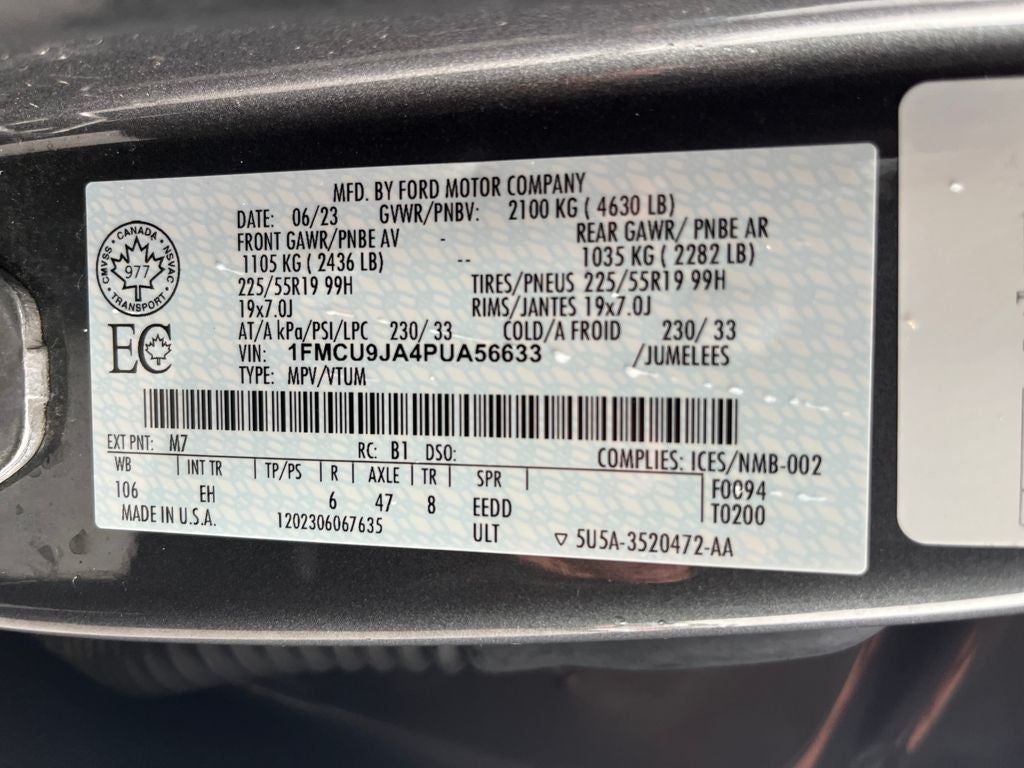 MFD. BY FORD MOTOR COMPANY
DATE: 06/23 GVWR/PNBV: 2100 KG ( 4630 LB)
FRONT GAWR/PNBE AV - REAR GAWR/ PNBE AR
1105 KG ( 2436 LB) -- 1035 KG ( 2282 LB)
225/55R19 99H TIRES/PNEUS 225/55R19 99H
19x7.0J RIMS/JANTES 19x7.0J
AT/A kPa/PSI/LPC 230/ 33 COLD/A FROID 230/ 33
VIN: 1FMCU9JA4PUA56633 /JUMELEES
TYPE: MPV/VTUM
CANADA
CMVSS NSVAC
977
TRANSPORT
EC
EXT PNT: M7 RC: B1 DSO: COMPLIES: ICES/NMB-002
WB INT TR TP/PS R AXLE TR SPR F0C94
106 EH 6 47 8 EEDD T0200
MADE IN U.S.A. 1202306067635 ULT ▽ 5U5A-3520472-AA